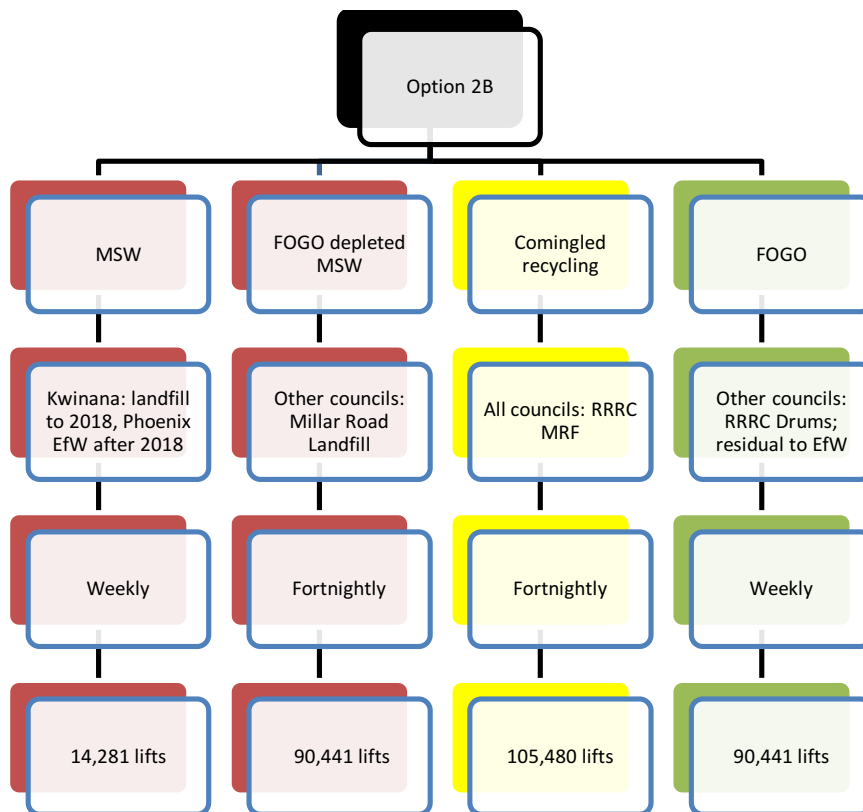 Option 2B
MSW
FOGO depleted
MSW
Comingled
recycling
FOGO
Kwinana: landfill
to 2018, Phoenix
EfW after 2018
Other councils:
Millar Road
Landfill
All councils: RRRC
MRF
Other councils:
RRRC Drums;
residual to EfW
Weekly
Fortnightly
Fortnightly
Weekly
14,281 lifts
90,441 lifts
105,480 lifts
90,441 lifts